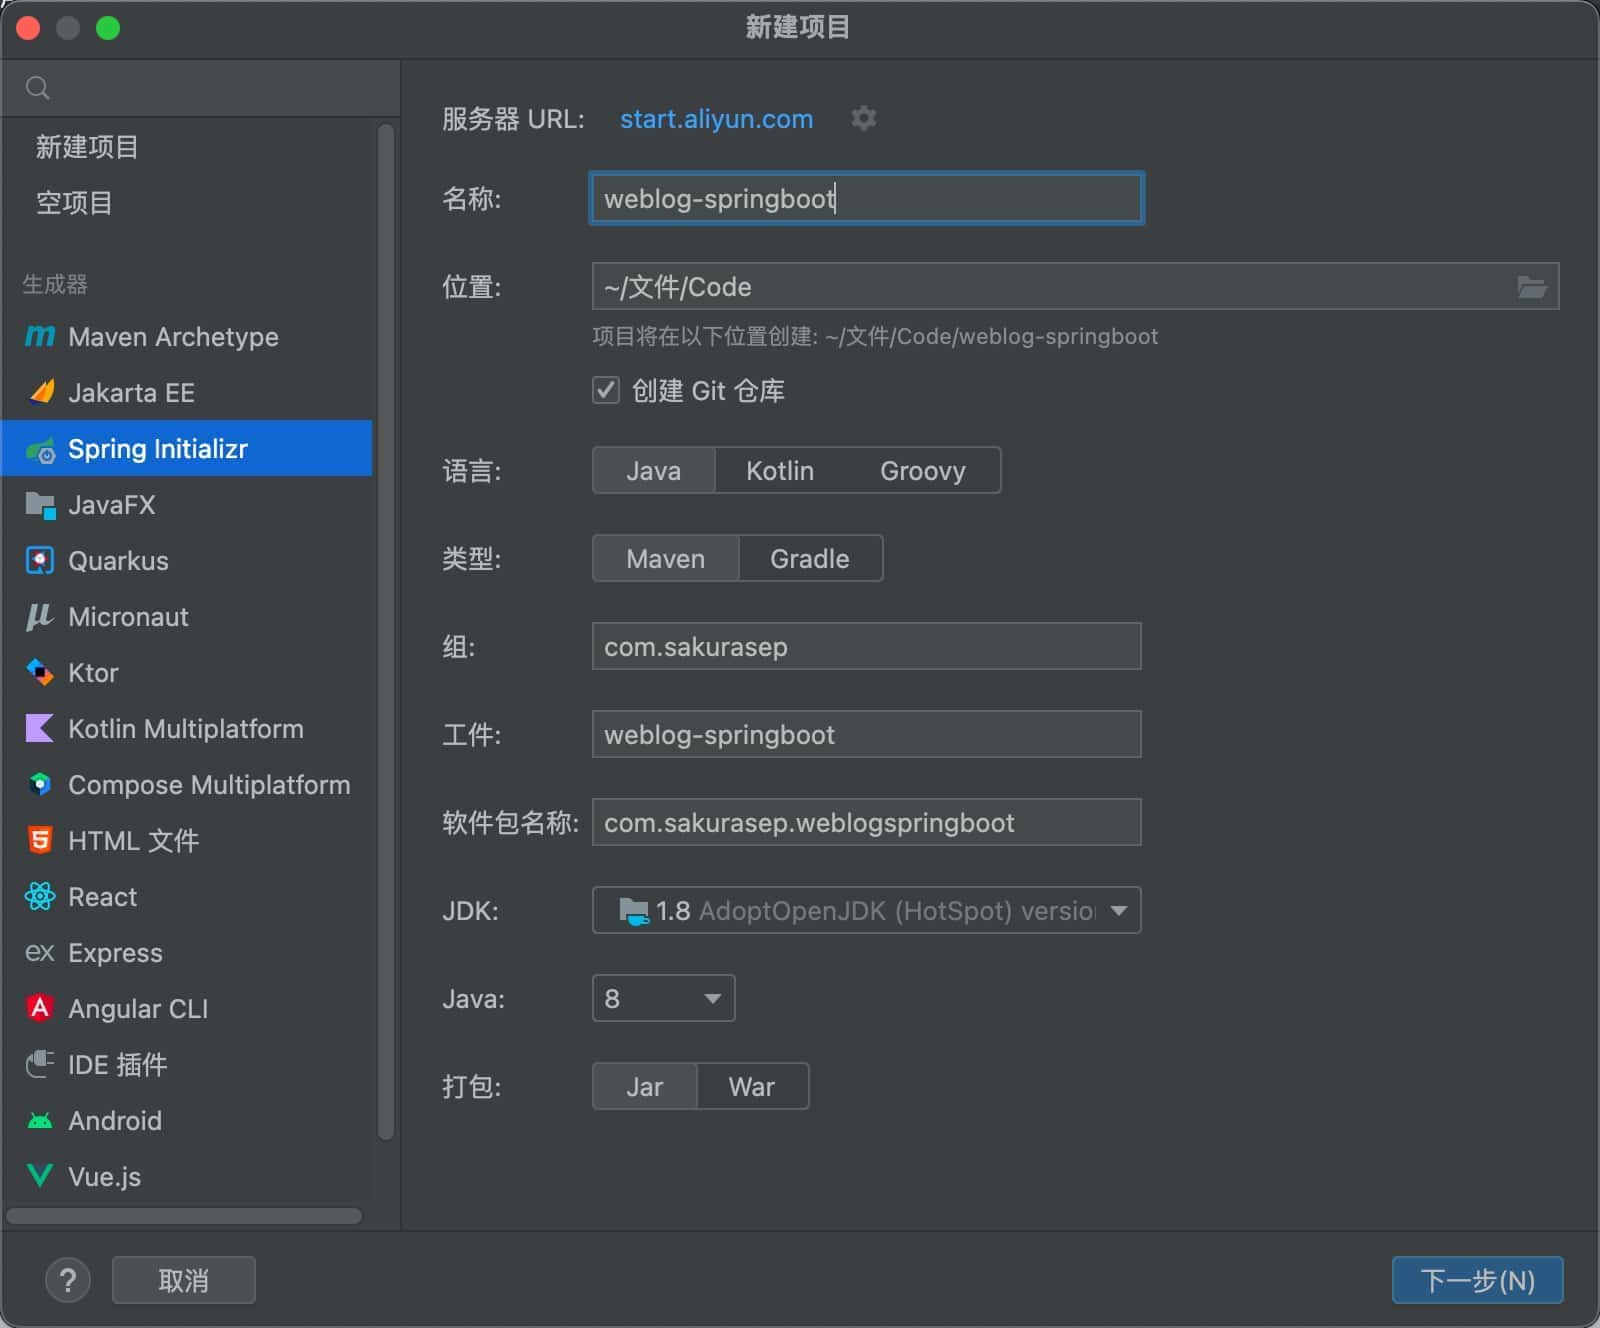 新建项目
新建项目
空项目
生成器
Maven Archetype
Jakarta EE
Spring Initializr
JavaFX
Quarkus
Micronaut
Ktor
Kotlin Multiplatform
Compose Multiplatform
HTML 文件
React
ex Express
Angular CLI
IDE 插件
Android
Vue.js
服务器 URL: start.aliyun.com
名称: weblog-springboot
位置: ~/文件/Code
项目将在以下位置创建: ~/文件/Code/weblog-springboot
创建 Git 仓库
语言: Java Kotlin Groovy
类型: Maven Gradle
组: com.sakurasep
工件: weblog-springboot
软件包名称: com.sakurasep.weblogspringboot
JDK: 1.8 AdoptOpenJDK (HotSpot) versio
Java: 8
打包: Jar War
? 取消 下一步(N)